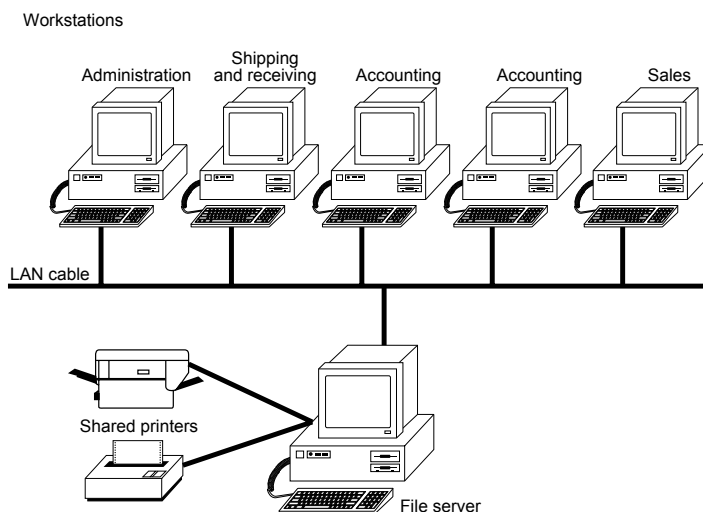 Workstations
Administration
Shipping
and receiving
Accounting
Accounting
Sales
LAN cable
Shared printers
File server